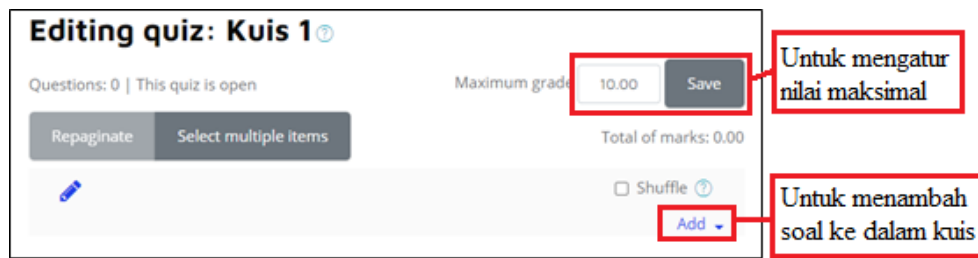 Editing quiz: Kuis 1
Questions: 0 | This quiz is open
Maximum grade 10.00 Save
Untuk mengatur
nilai maksimal
Repaginate Select multiple items
Total of marks: 0.00
Shuffle
Add
Untuk menambah
soal ke dalam kuis